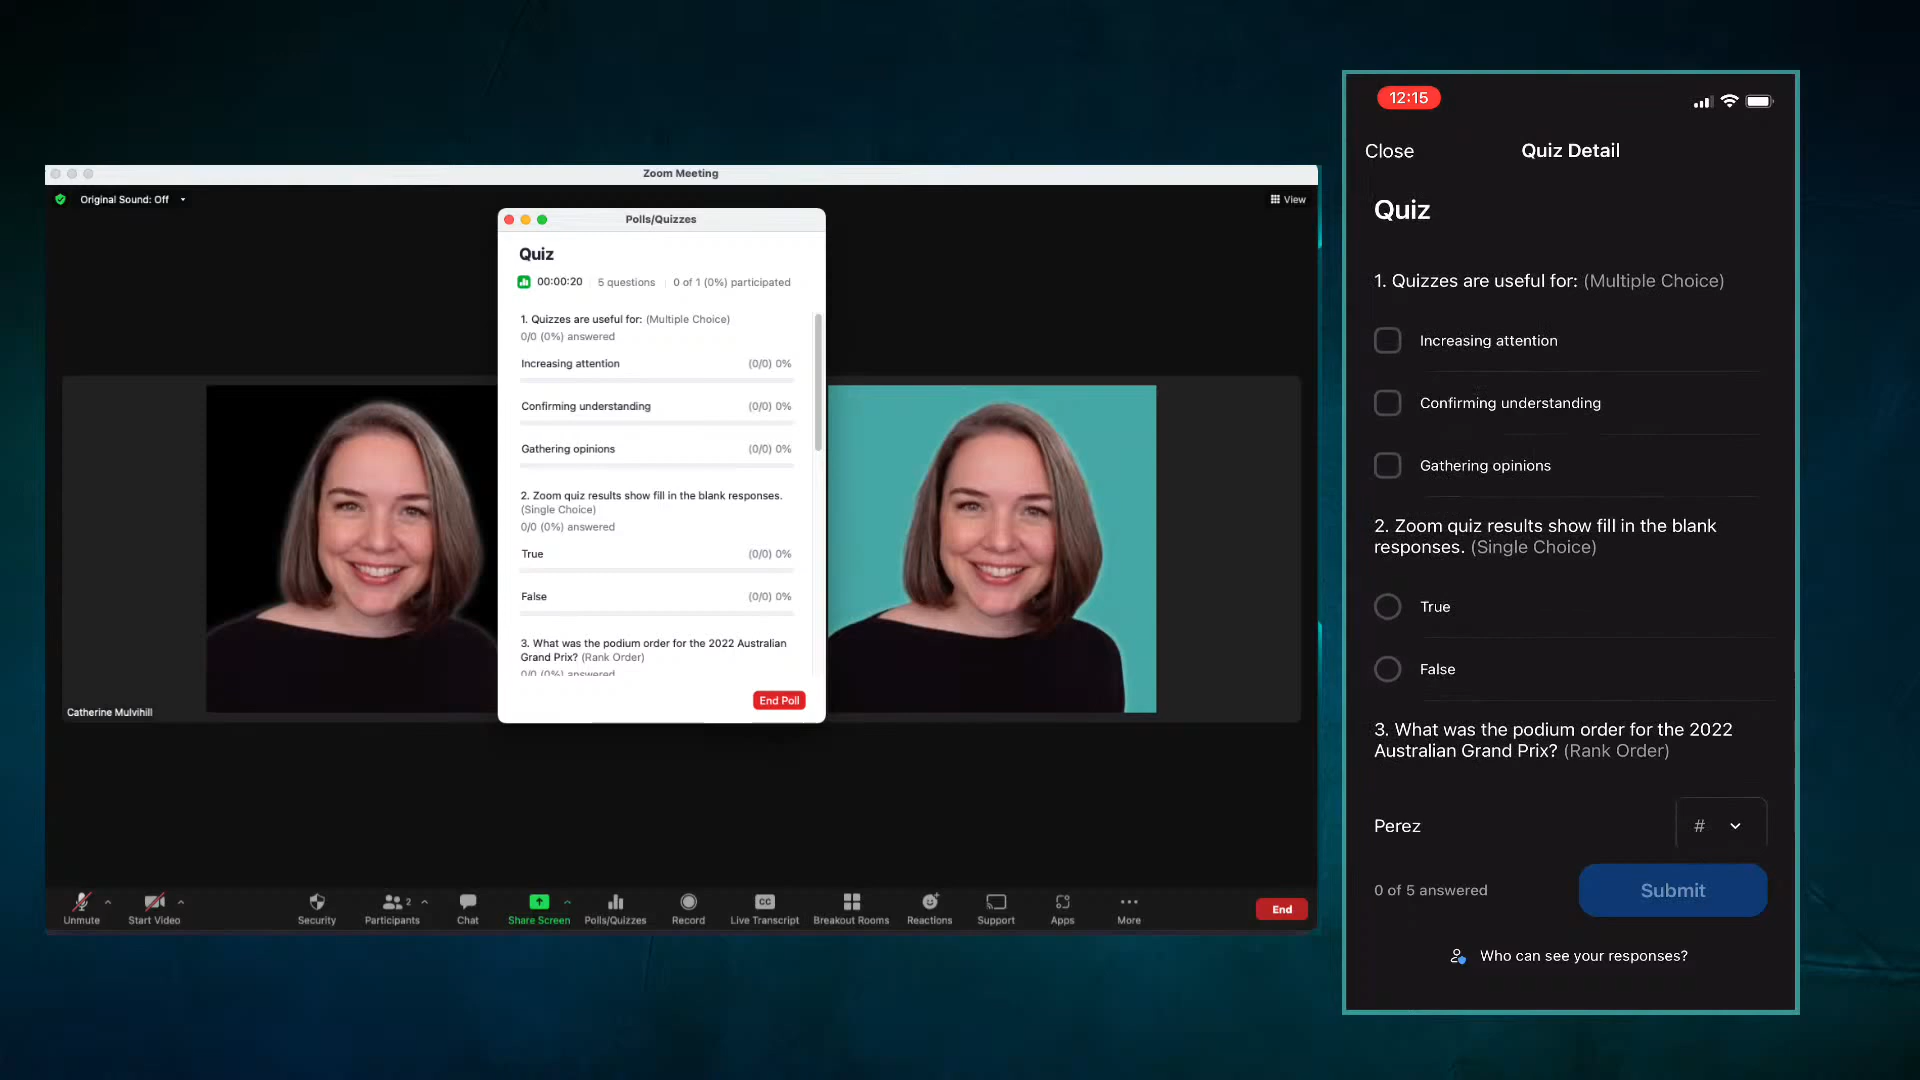 Zoom Meeting
Original Sound: Off
View
Polls/Quizzes
Quiz
00:00:20 5 questions 0 of 1 (0%) participated
1. Quizzes are useful for: (Multiple Choice)
0/0 (0%) answered
Increasing attention (0/0) 0%
Confirming understanding (0/0) 0%
Gathering opinions (0/0) 0%
2. Zoom quiz results show fill in the blank responses.
(Single Choice)
0/0 (0%) answered
True (0/0) 0%
False (0/0) 0%
3. What was the podium order for the 2022 Australian
Grand Prix? (Rank Order)
0/0 (0%) answered
End Poll
Catherine Mulvihill
Unmute
Start Video
Security
2
Participants
Chat
Share Screen
Polls/Quizzes
Record
CC
Live Transcript
Breakout Rooms
Reactions
Support
Apps
More
End
12:15
Close
Quiz Detail
Quiz
1. Quizzes are useful for: (Multiple Choice)
Increasing attention
Confirming understanding
Gathering opinions
2. Zoom quiz results show fill in the blank
responses. (Single Choice)
True
False
3. What was the podium order for the 2022
Australian Grand Prix? (Rank Order)
Perez #
0 of 5 answered
Submit
Who can see your responses?